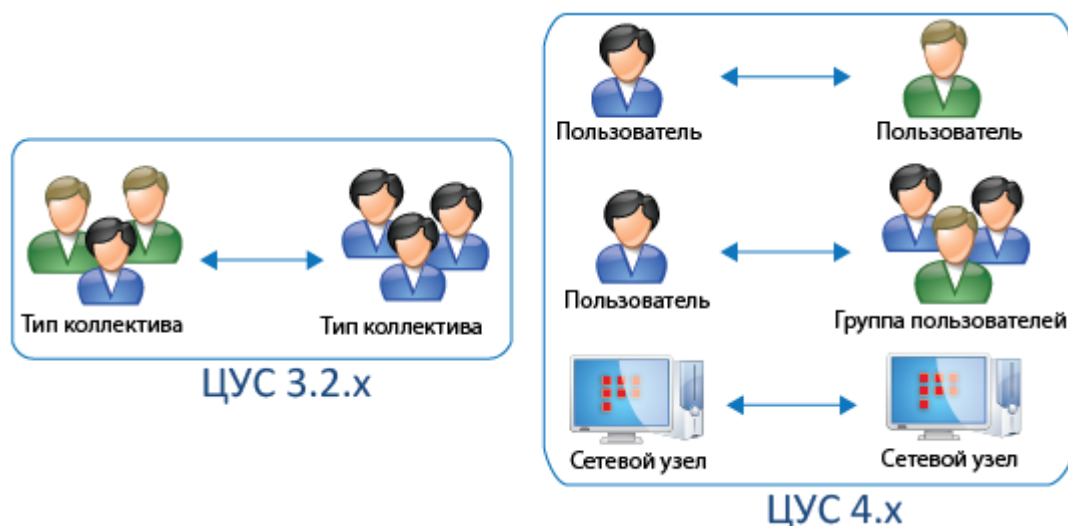 Тип коллектива
Тип коллектива
ЦУС 3.2.x
Пользователь
Пользователь
Пользователь
Группа пользователей
Сетевой узел
Сетевой узел
ЦУС 4.x